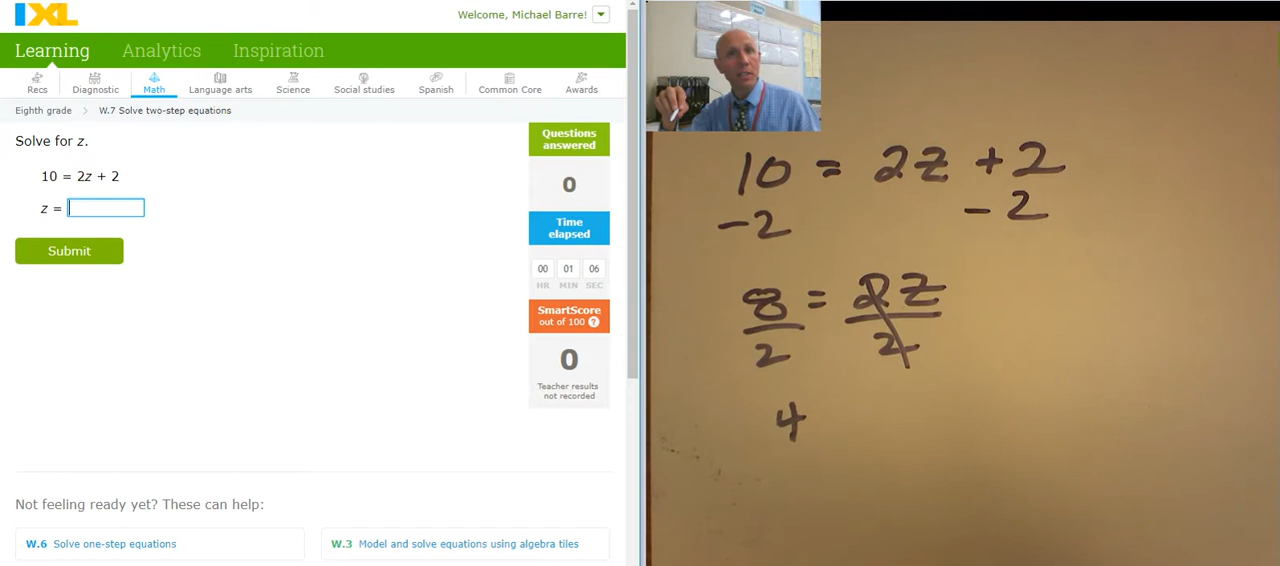 IXL
Welcome, Michael Barre!
Learning Analytics Inspiration
Recs Diagnostic Math Language arts Science Social studies Spanish Common Core Awards
Eighth grade > W.7 Solve two-step equations
Solve for z.
10 = 2z + 2
z =
Submit
Questions
answered
0
Time
elapsed
00 01 06
HR MIN SEC
SmartScore
out of 100 ?
0
Teacher results
not recorded
Not feeling ready yet? These can help:
W.6 Solve one-step equations
W.3 Model and solve equations using algebra tiles
10 = 2z + 2
-2 - 2
8 = 2z
2 2
4